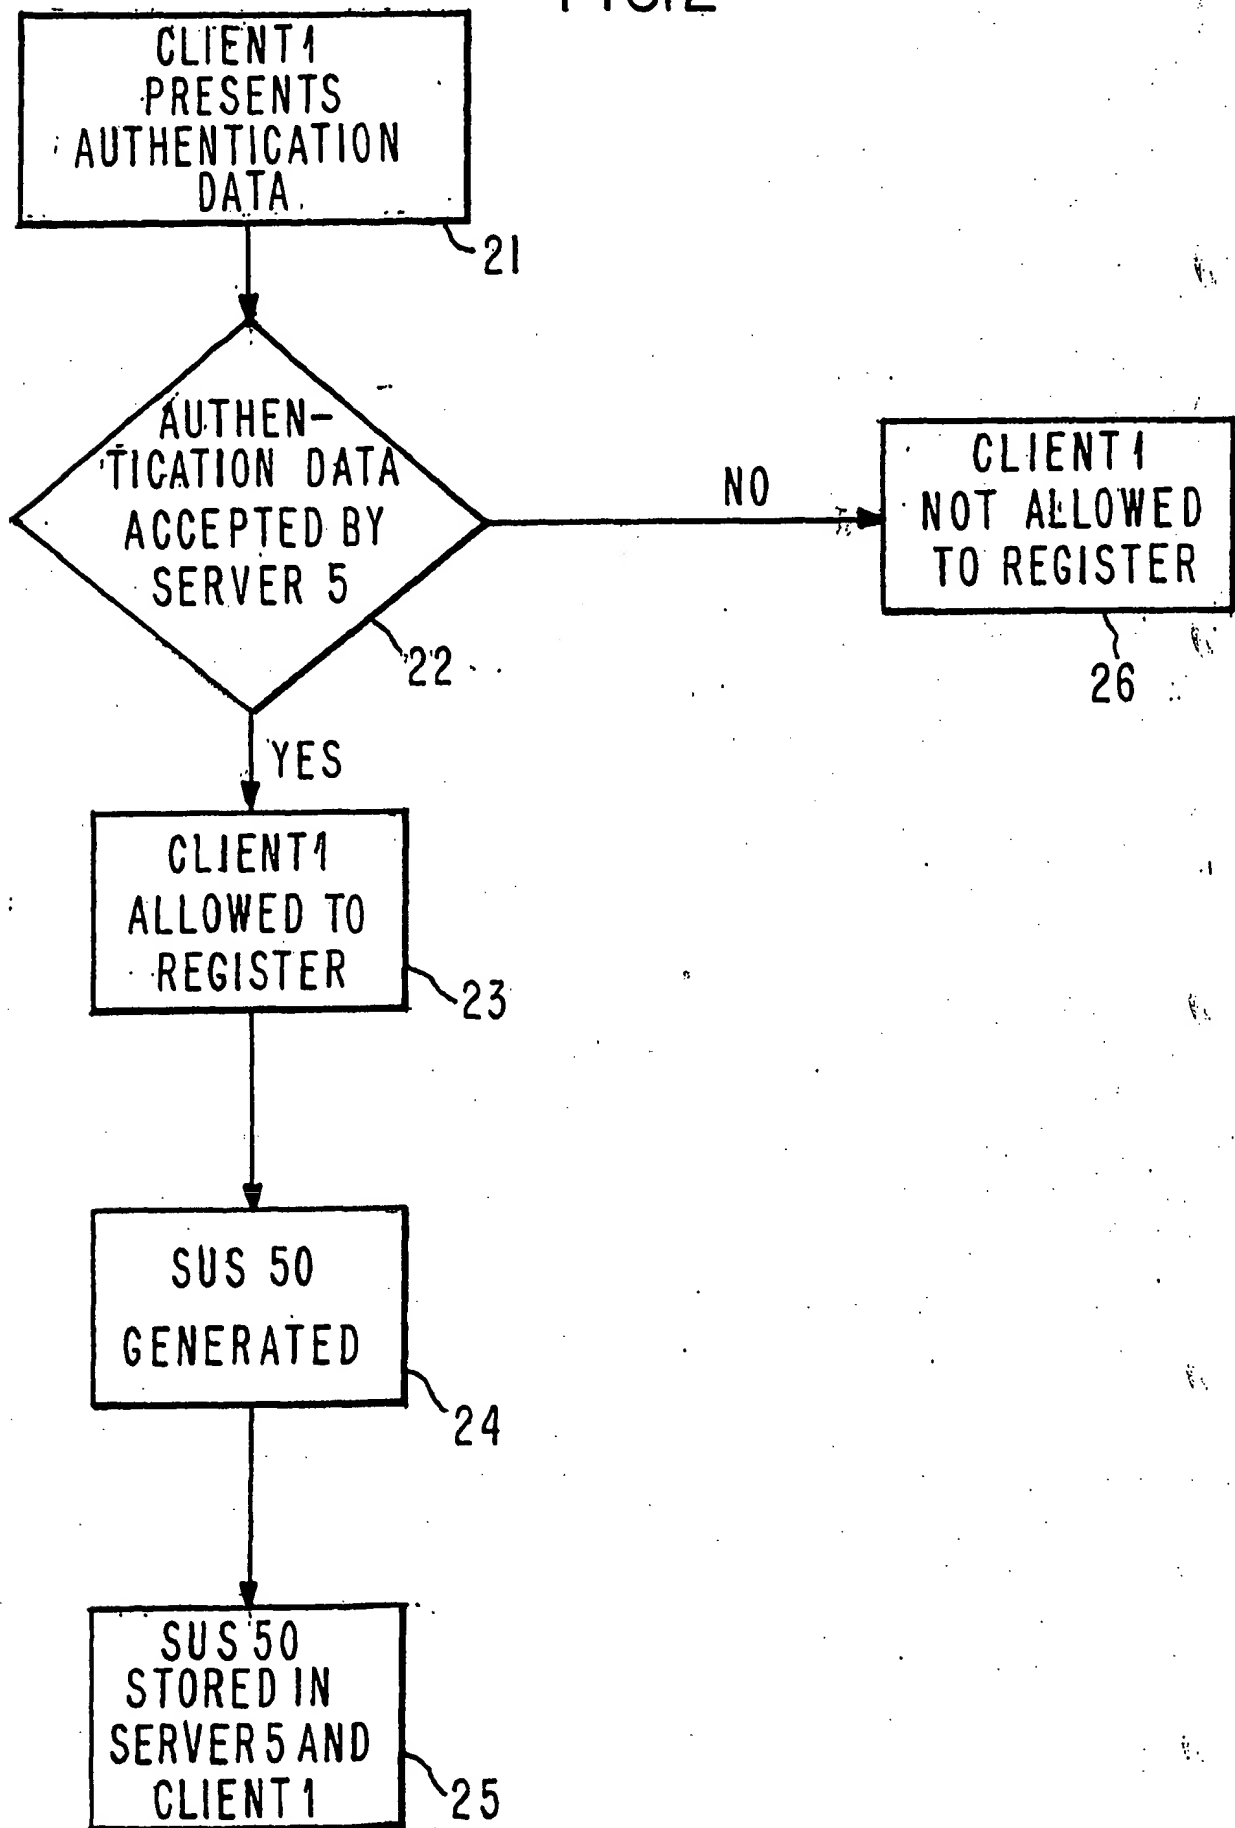 FIG.2
CLIENT 1
PRESENTS
AUTHENTICATION
DATA
21
AUTHEN-
TICATION DATA
ACCEPTED BY
SERVER 5
22
NO
CLIENT 1
NOT ALLOWED
TO REGISTER
26
YES
CLIENT 1
ALLOWED TO
REGISTER
23
SUS 50
GENERATED
24
SUS 50
STORED IN
SERVER 5 AND
CLIENT 1
25